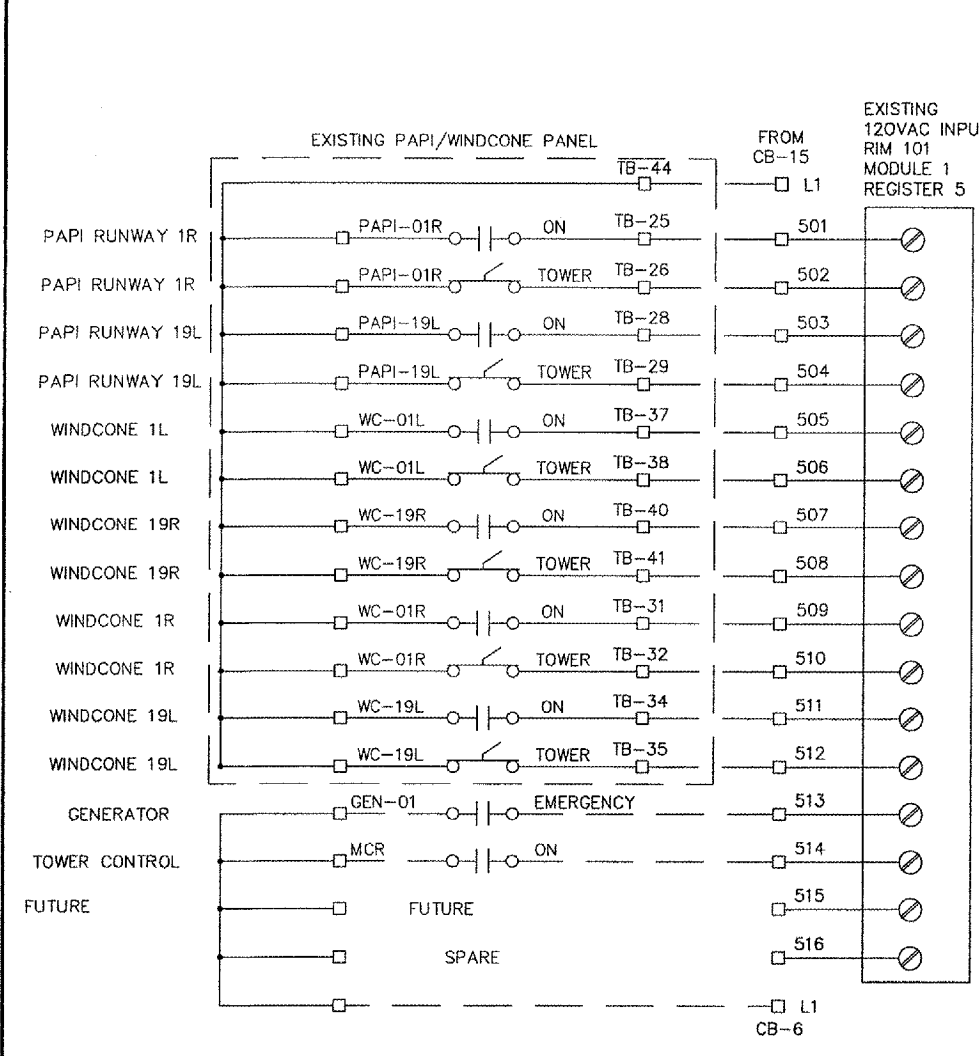 EXISTING
120VAC INPU
RIM 101
MODULE 1
REGISTER 5
EXISTING PAPI/WINDCONE PANEL
FROM
CB-15
TB-44
L1
PAPI RUNWAY 1R PAPI-01R ON TB-25 501
PAPI RUNWAY 1R PAPI-01R TOWER TB-26 502
PAPI RUNWAY 19L PAPI-19L ON TB-28 503
PAPI RUNWAY 19L PAPI-19L TOWER TB-29 504
WINDCONE 1L WC-01L ON TB-37 505
WINDCONE 1L WC-01L TOWER TB-38 506
WINDCONE 19R WC-19R ON TB-40 507
WINDCONE 19R WC-19R TOWER TB-41 508
WINDCONE 1R WC-01R ON TB-31 509
WINDCONE 1R WC-01R TOWER TB-32 510
WINDCONE 19L WC-19L ON TB-34 511
WINDCONE 19L WC-19L TOWER TB-35 512
GENERATOR GEN-01 EMERGENCY 513
TOWER CONTROL MCR ON 514
FUTURE FUTURE 515
SPARE 516
L1
CB-6